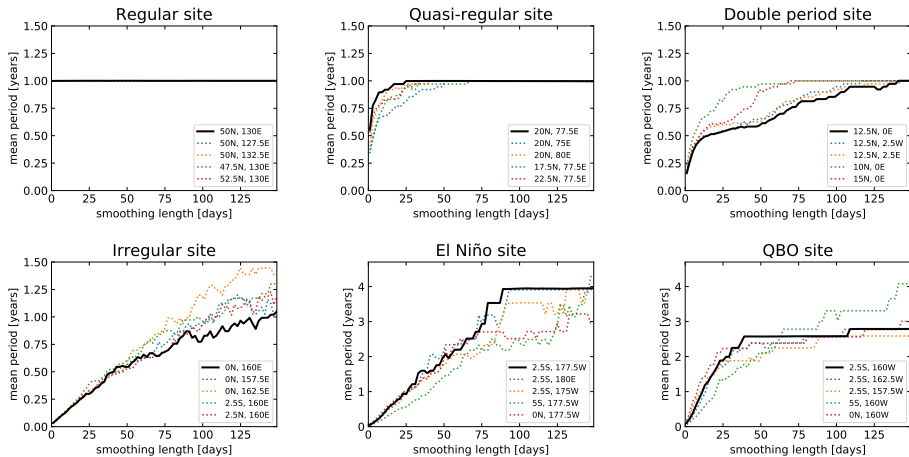 Regular site
1.50
1.25
1.00
0.75
0.50
0.25
0.00
mean period [years]
50N, 130E
50N, 127.5E
50N, 132.5E
47.5N, 130E
52.5N, 130E
0 25 50 75 100 125
smoothing length [days]
Quasi-regular site
1.50
1.25
1.00
0.75
0.50
0.25
0.00
mean period [years]
20N, 77.5E
20N, 75E
20N, 80E
17.5N, 77.5E
22.5N, 77.5E
0 25 50 75 100 125
smoothing length [days]
Double period site
1.50
1.25
1.00
0.75
0.50
0.25
0.00
mean period [years]
12.5N, 0E
12.5N, 2.5W
12.5N, 2.5E
10N, 0E
15N, 0E
0 25 50 75 100 125
smoothing length [days]
Irregular site
1.50
1.25
1.00
0.75
0.50
0.25
0.00
mean period [years]
0N, 160E
0N, 157.5E
0N, 162.5E
2.5S, 160E
2.5N, 160E
0 25 50 75 100 125
smoothing length [days]
El Niño site
4
3
2
1
0
mean period [years]
2.5S, 177.5W
2.5S, 180E
2.5S, 175W
5S, 177.5W
0N, 177.5W
0 25 50 75 100 125
smoothing length [days]
QBO site
4
3
2
1
0
mean period [years]
2.5S, 160W
2.5S, 162.5W
2.5S, 157.5W
5S, 160W
0N, 160W
0 25 50 75 100 125
smoothing length [days]